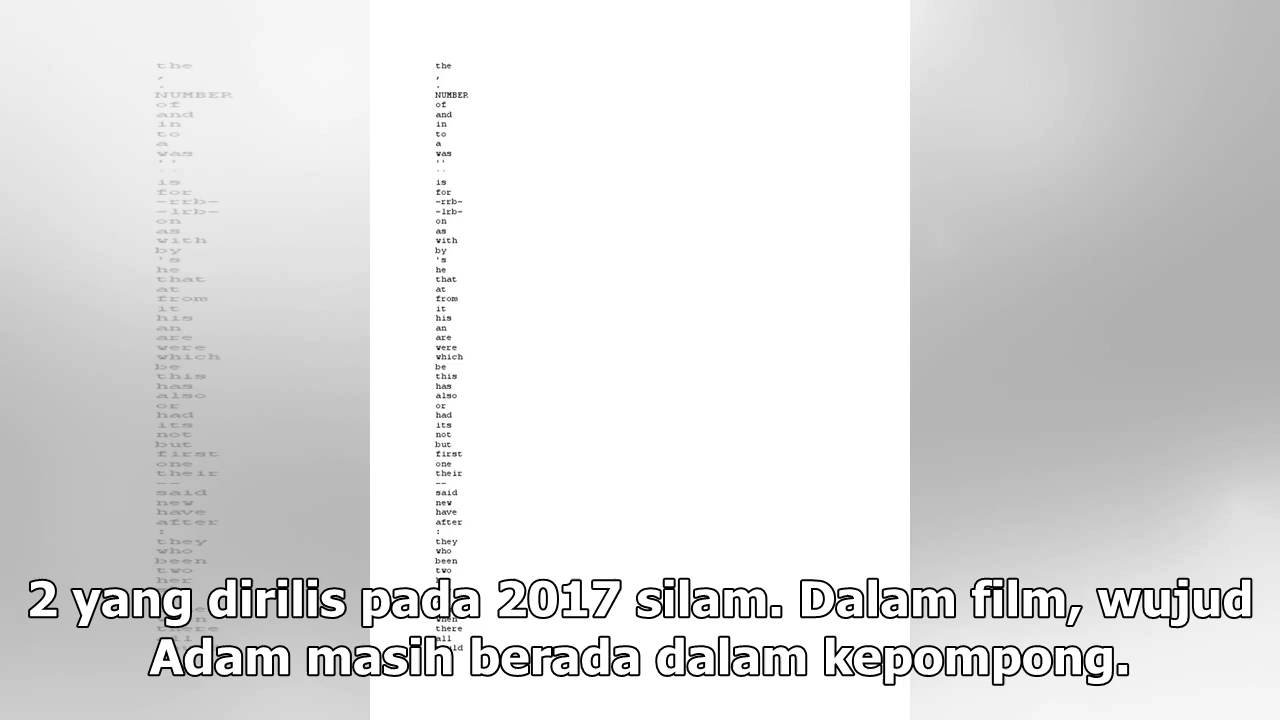 the
,
.
NUMBER
of
and
in
to
a
was
''
``
is
for
-rrb-
-lrb-
on
as
with
by
's
he
that
at
from
it
his
an
are
were
which
be
this
has
also
or
had
its
not
but
first
one
their
--
said
new
have
after
:
they
who
been
two
when
there
all
2 yang dirilis pada 2017 silam. Dalam film, wujud
Adam masih berada dalam kepompong.